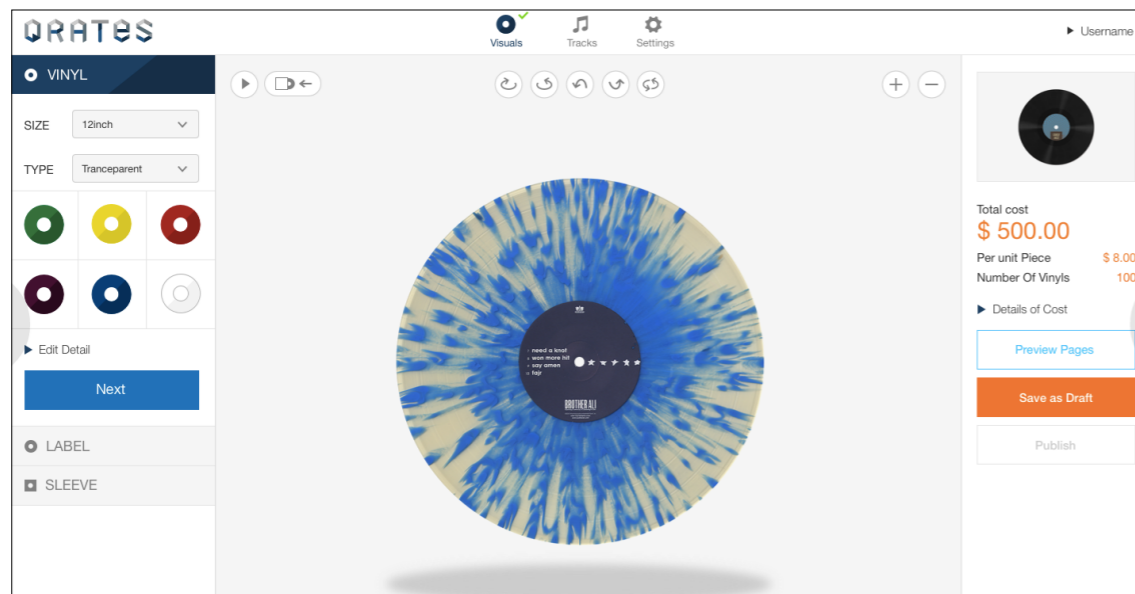 QRATES
Visuals
Tracks
Settings
Username
VINYL
SIZE
12inch
TYPE
Tranceparent
Edit Detail
Next
LABEL
SLEEVE
need a knot
won more hit
say amen
fajr
BROTHER ALI
Total cost
$ 500.00
Per unit Piece $ 8.00
Number Of Vinyls 100
Details of Cost
Preview Pages
Save as Draft
Publish